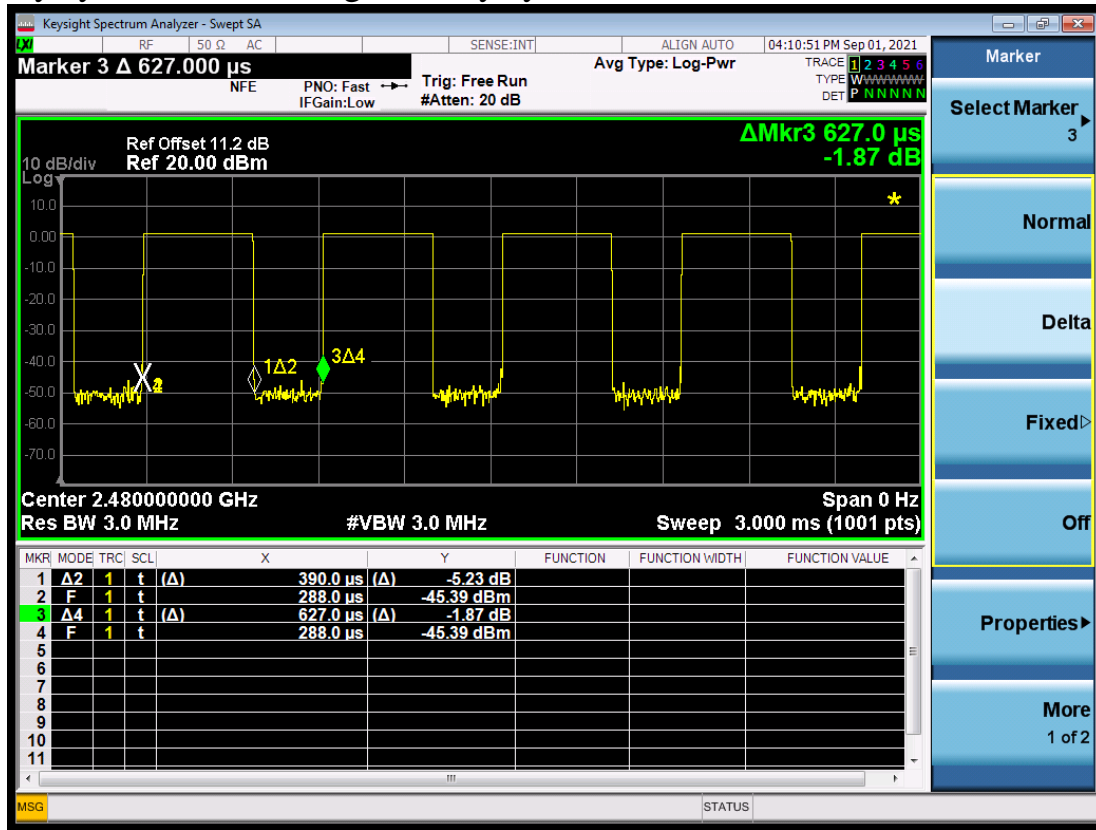 Keysight Spectrum Analyzer - Swept SA
LXI RF 50 Ω AC SENSE:INT ALIGN AUTO 04:10:51 PM Sep 01, 2021
Marker 3 Δ 627.000 µs
NFE PNO: Fast Trig: Free Run Avg Type: Log-Pwr TRACE 1 2 3 4 5 6
IFGain:Low #Atten: 20 dB TYPE WWWWWW
DET P N N N N N
Ref Offset 11.2 dB ΔMkr3 627.0 µs
10 dB/div Ref 20.00 dBm -1.87 dB
Log
10.0
0.00
-10.0
-20.0
-30.0
-40.0
1Δ2 3Δ4
-50.0
-60.0
-70.0
Center 2.480000000 GHz Span 0 Hz
Res BW 3.0 MHz #VBW 3.0 MHz Sweep 3.000 ms (1001 pts)
MKR MODE TRC SCL X Y FUNCTION FUNCTION WIDTH FUNCTION VALUE
1 Δ2 1 t (Δ) 390.0 µs (Δ) -5.23 dB
2 F 1 t 288.0 µs -45.39 dBm
3 Δ4 1 t (Δ) 627.0 µs (Δ) -1.87 dB
4 F 1 t 288.0 µs -45.39 dBm
5
6
7
8
9
10
11
MSG STATUS
Marker
Select Marker
3
Normal
Delta
Fixed
Off
Properties
More
1 of 2